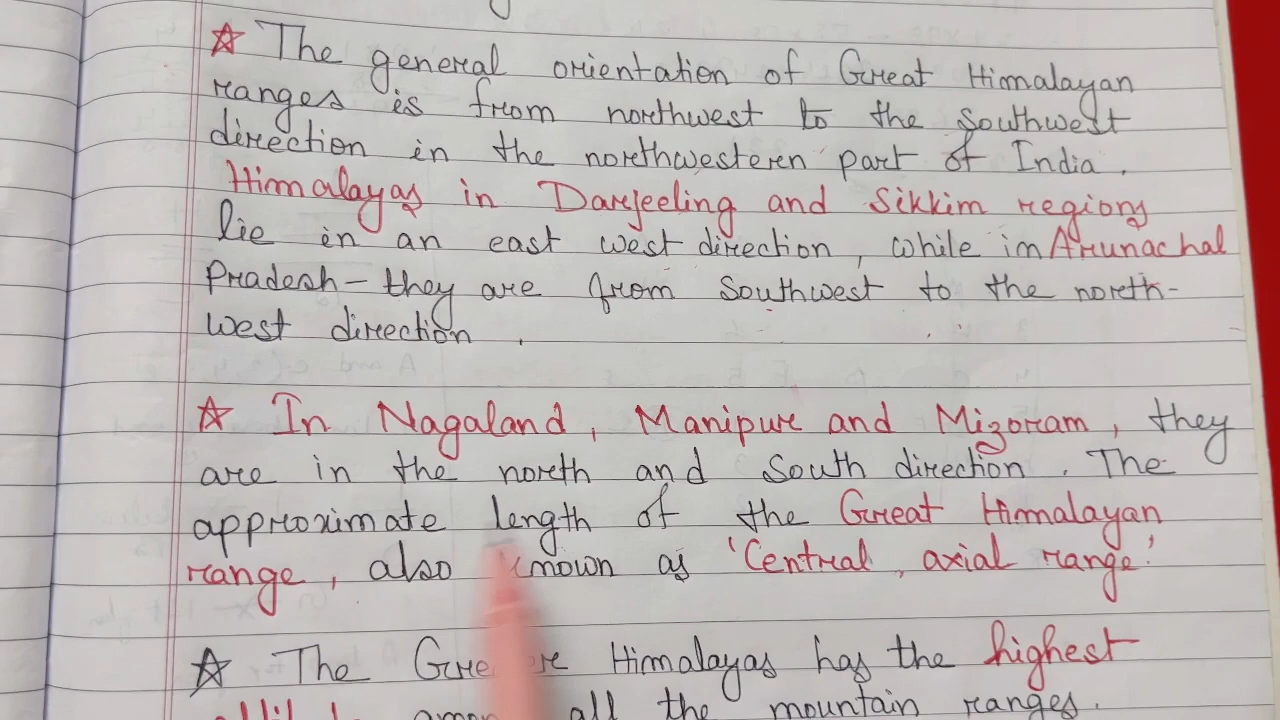 ☆ The general orientation of Great Himalayan
ranges is from northwest to the southwest
direction in the northwestern part of India.
Himalayas in Darjeeling and Sikkim regions
lie in an east west direction, while in Arunachal
Pradesh - they are from southwest to the north-
west direction.
☆ In Nagaland, Manipur and Mizoram, they
are in the north and south direction. The
approximate length of the Great Himalayan
range, also known as 'Central, axial range.'
☆ The Himalayas has the highest
all the mountain ranges.